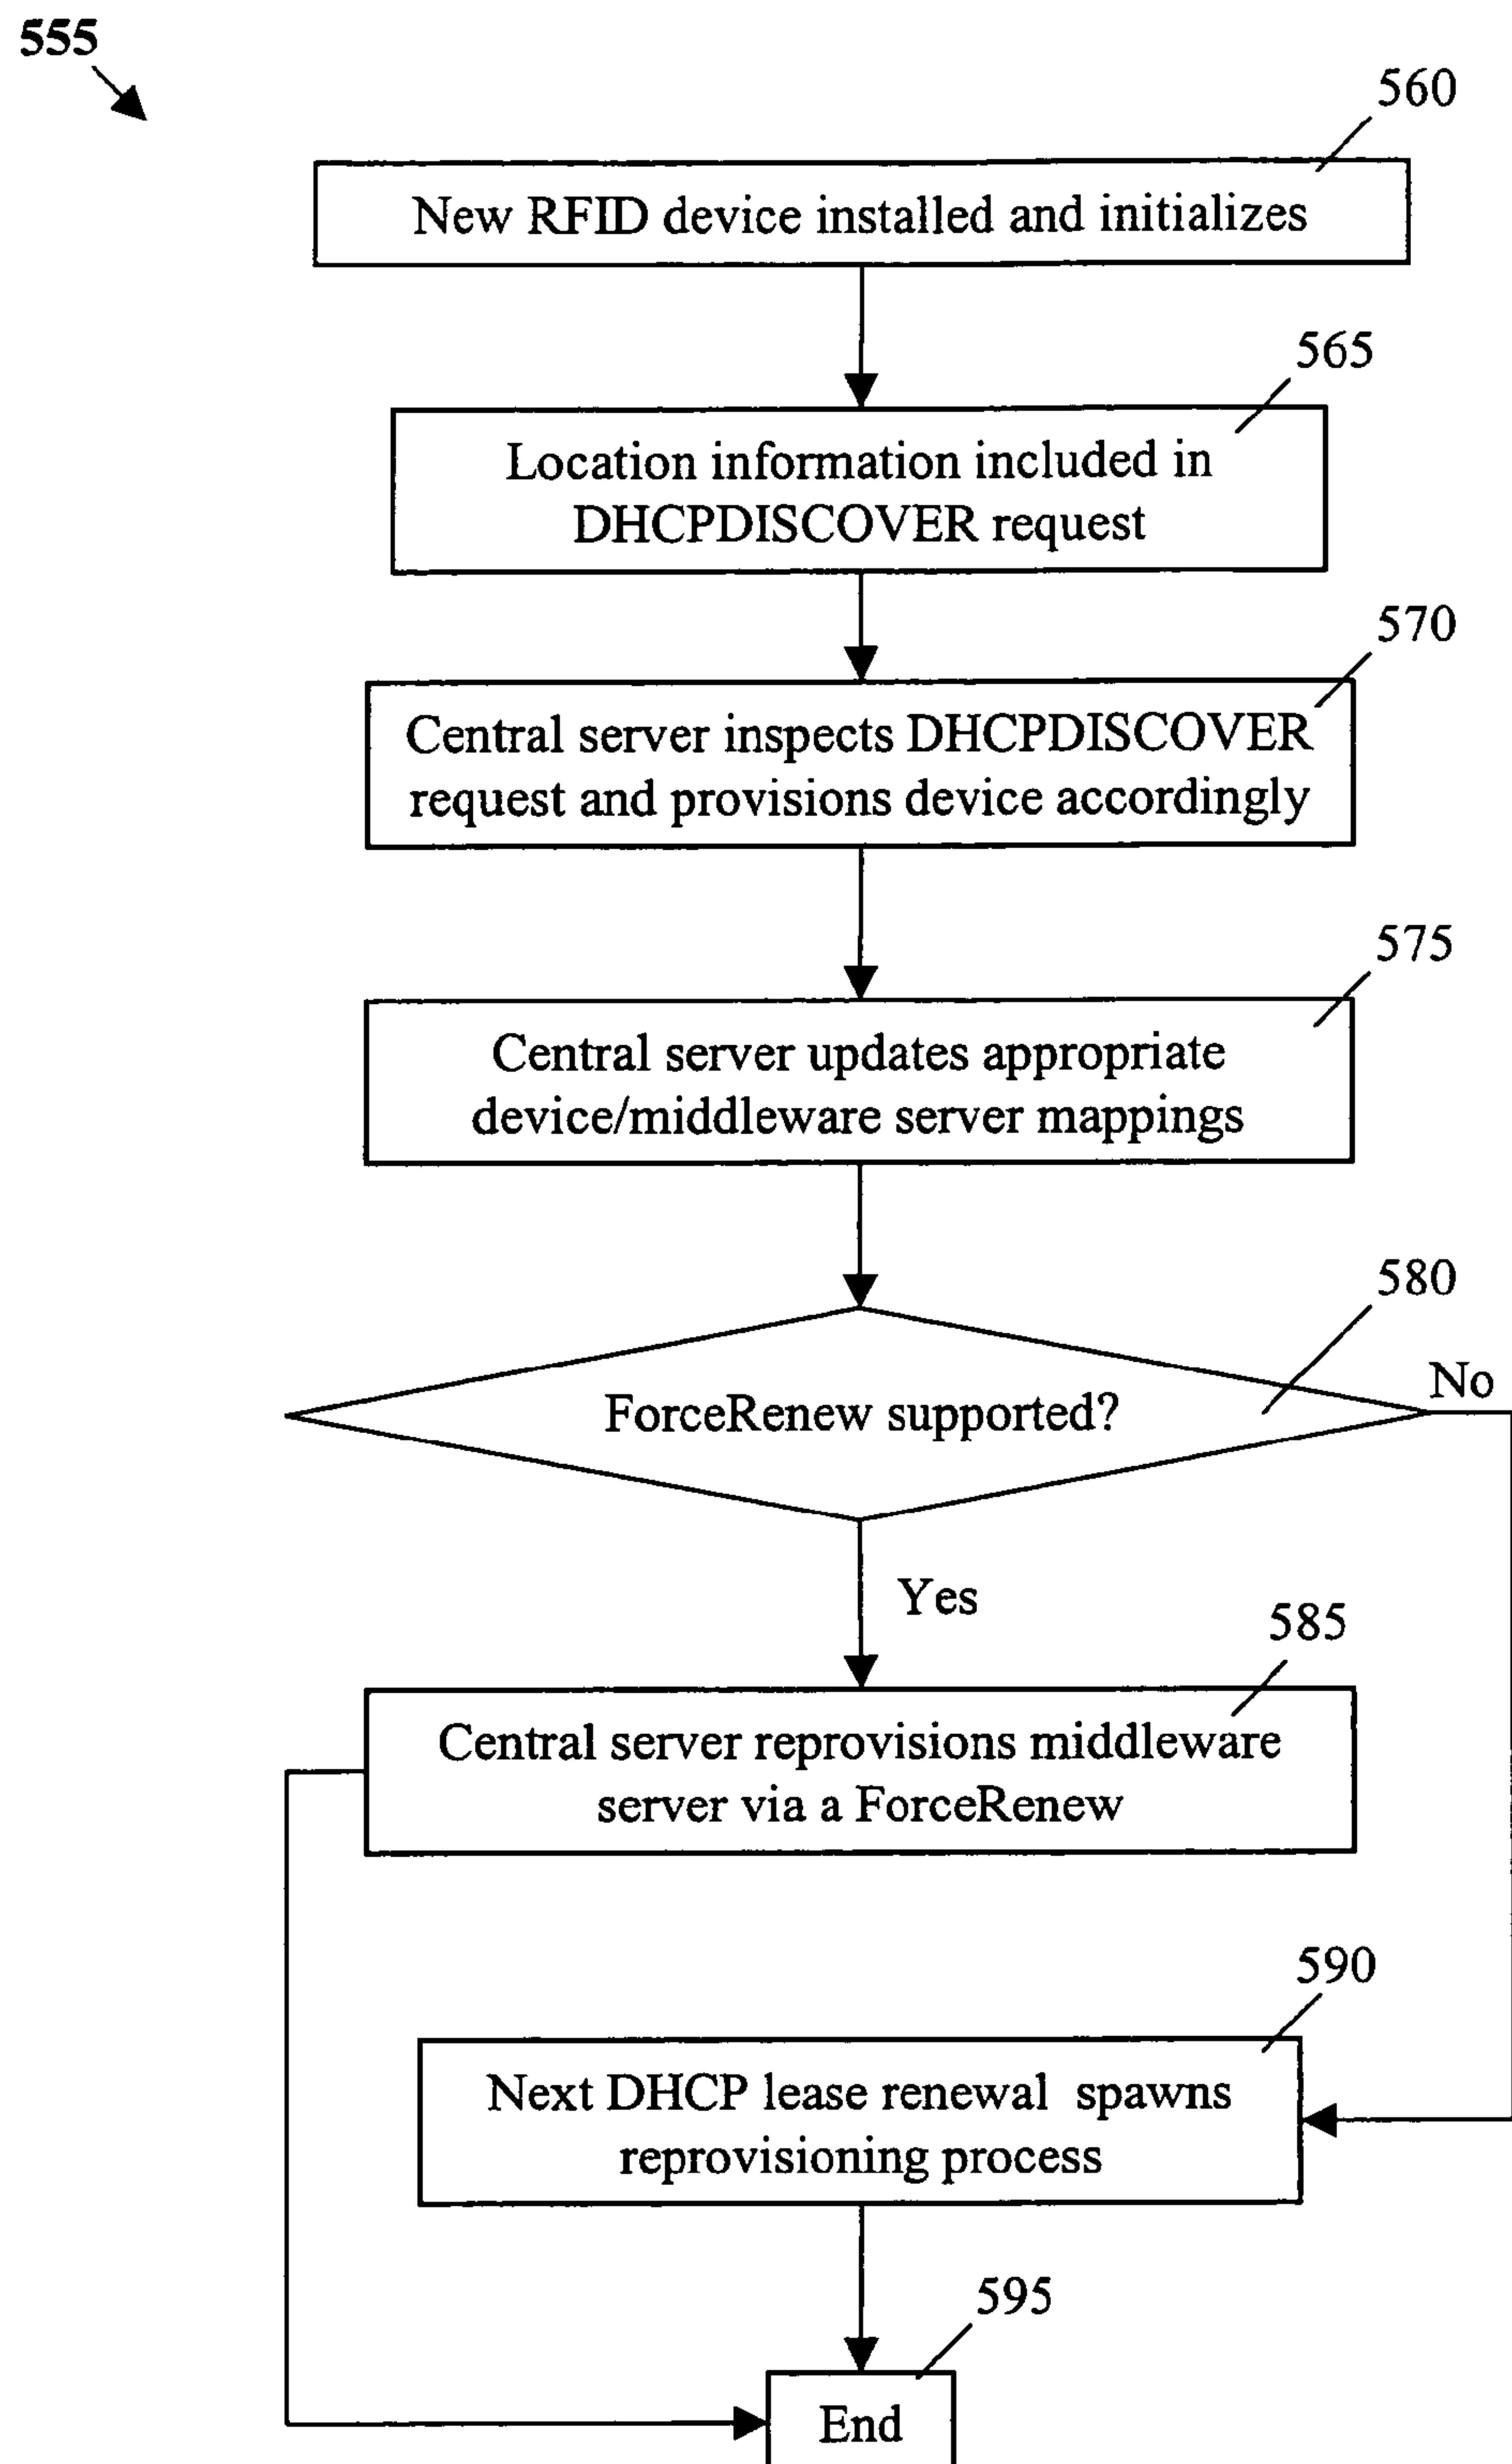 555
560
New RFID device installed and initializes
565
Location information included in
DHCPDISCOVER request
570
Central server inspects DHCPDISCOVER
request and provisions device accordingly
575
Central server updates appropriate
device/middleware server mappings
580
No
ForceRenew supported?
Yes
585
Central server reprovisions middleware
server via a ForceRenew
590
Next DHCP lease renewal spawns
reprovisioning process
595
End